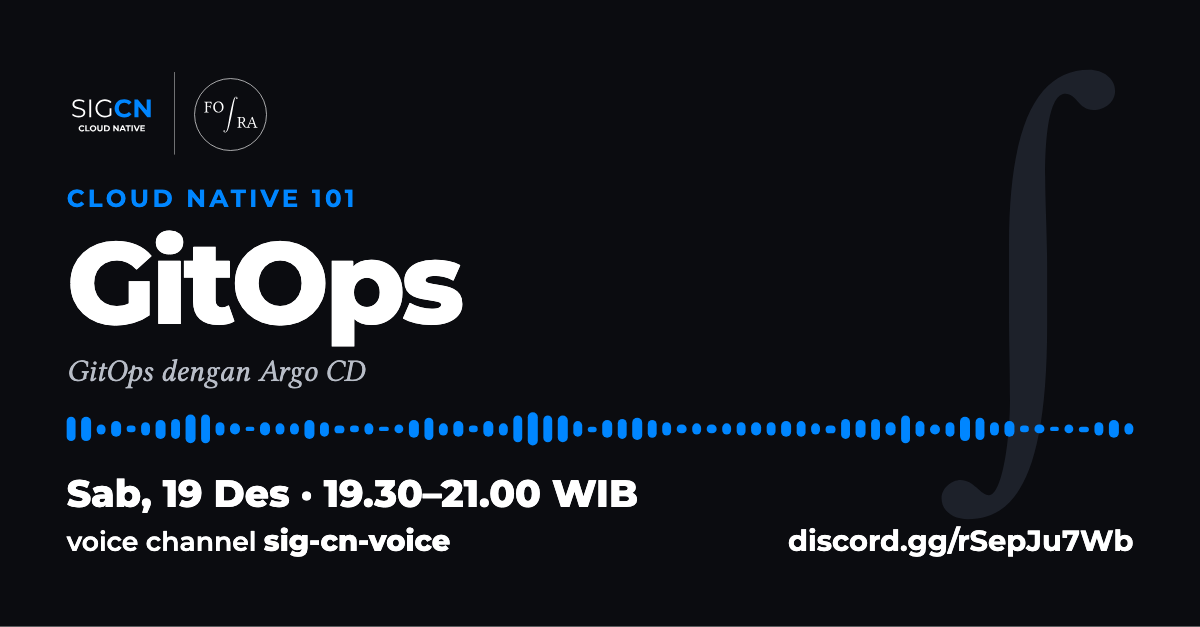 SIGCN
CLOUD NATIVE
FO
RA
CLOUD NATIVE 101
GitOps
GitOps dengan Argo CD
Sab, 19 Des • 19.30–21.00 WIB
voice channel sig-cn-voice
discord.gg/rSepJu7Wb